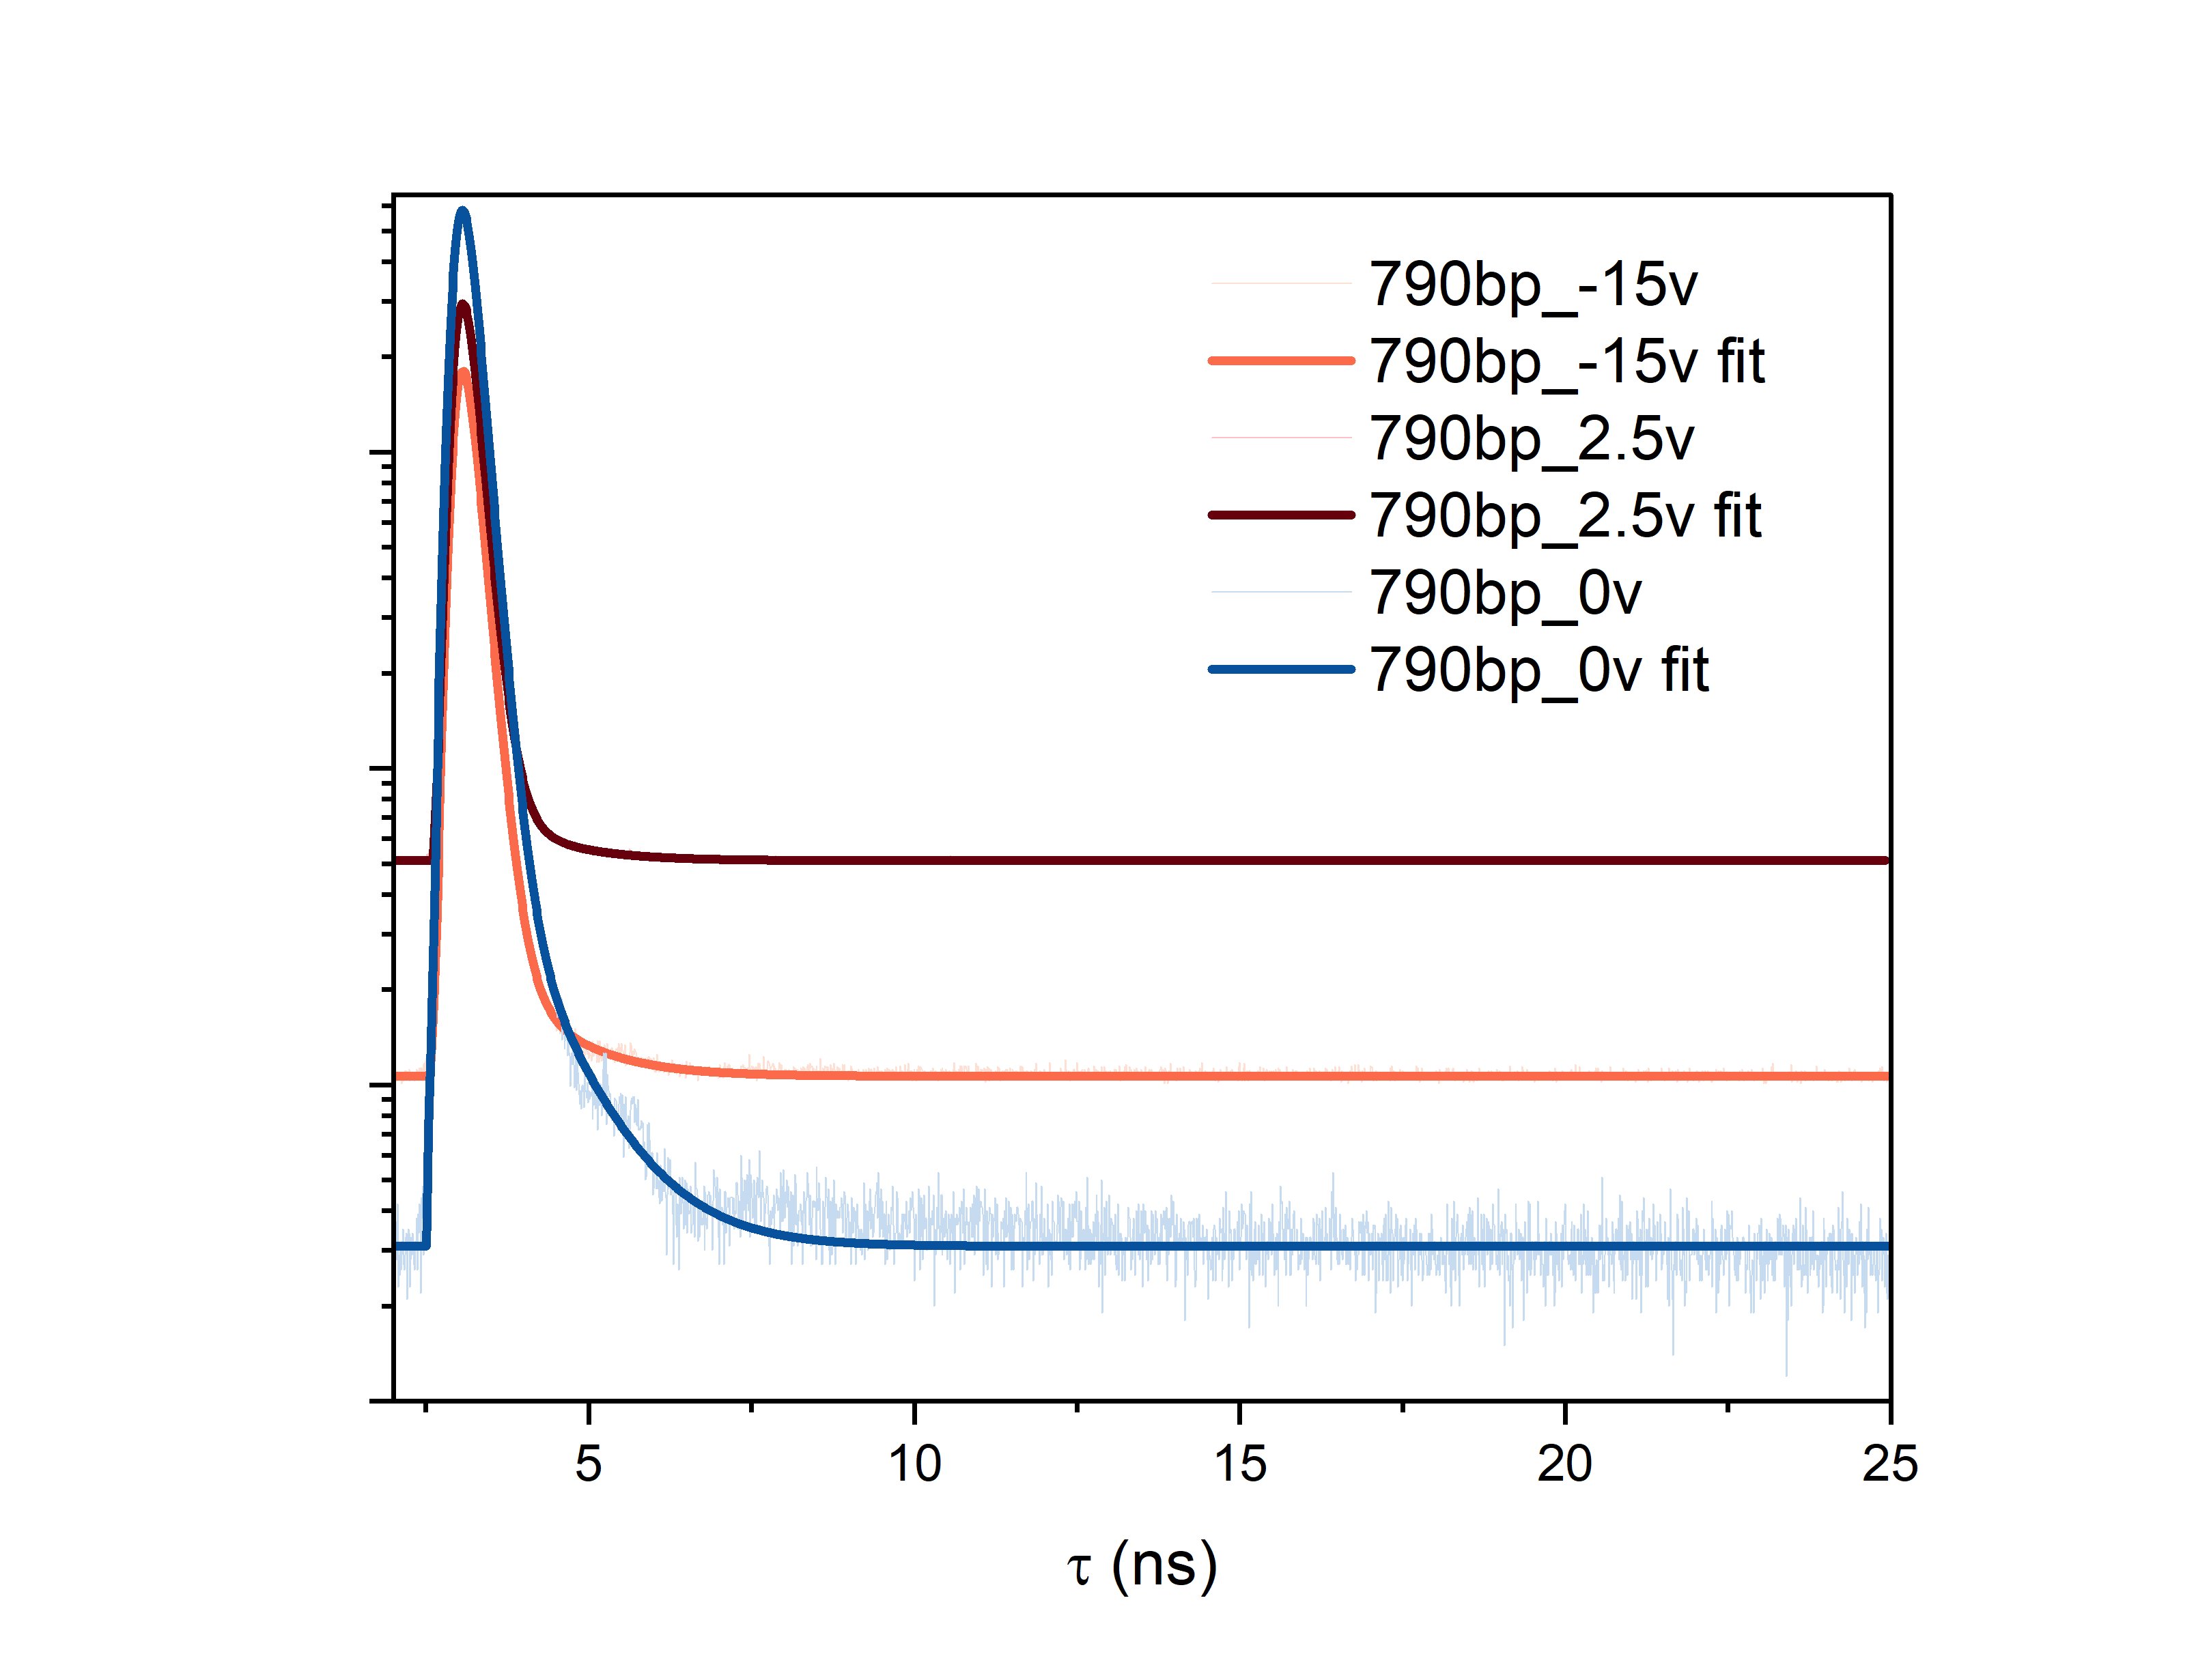 790bp_-15v
790bp_-15v fit
790bp_2.5v
790bp_2.5v fit
790bp_0v
790bp_0v fit
5 10 15 20 25
τ (ns)